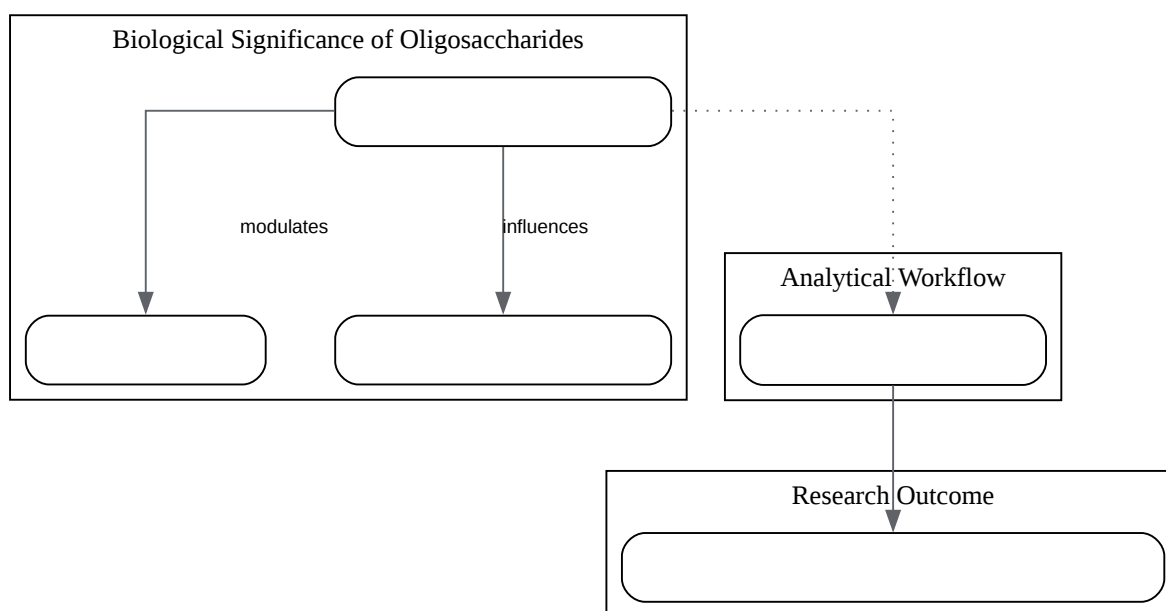 Biological Significance of Oligosaccharides
modulates
influences
Analytical Workflow
Research Outcome